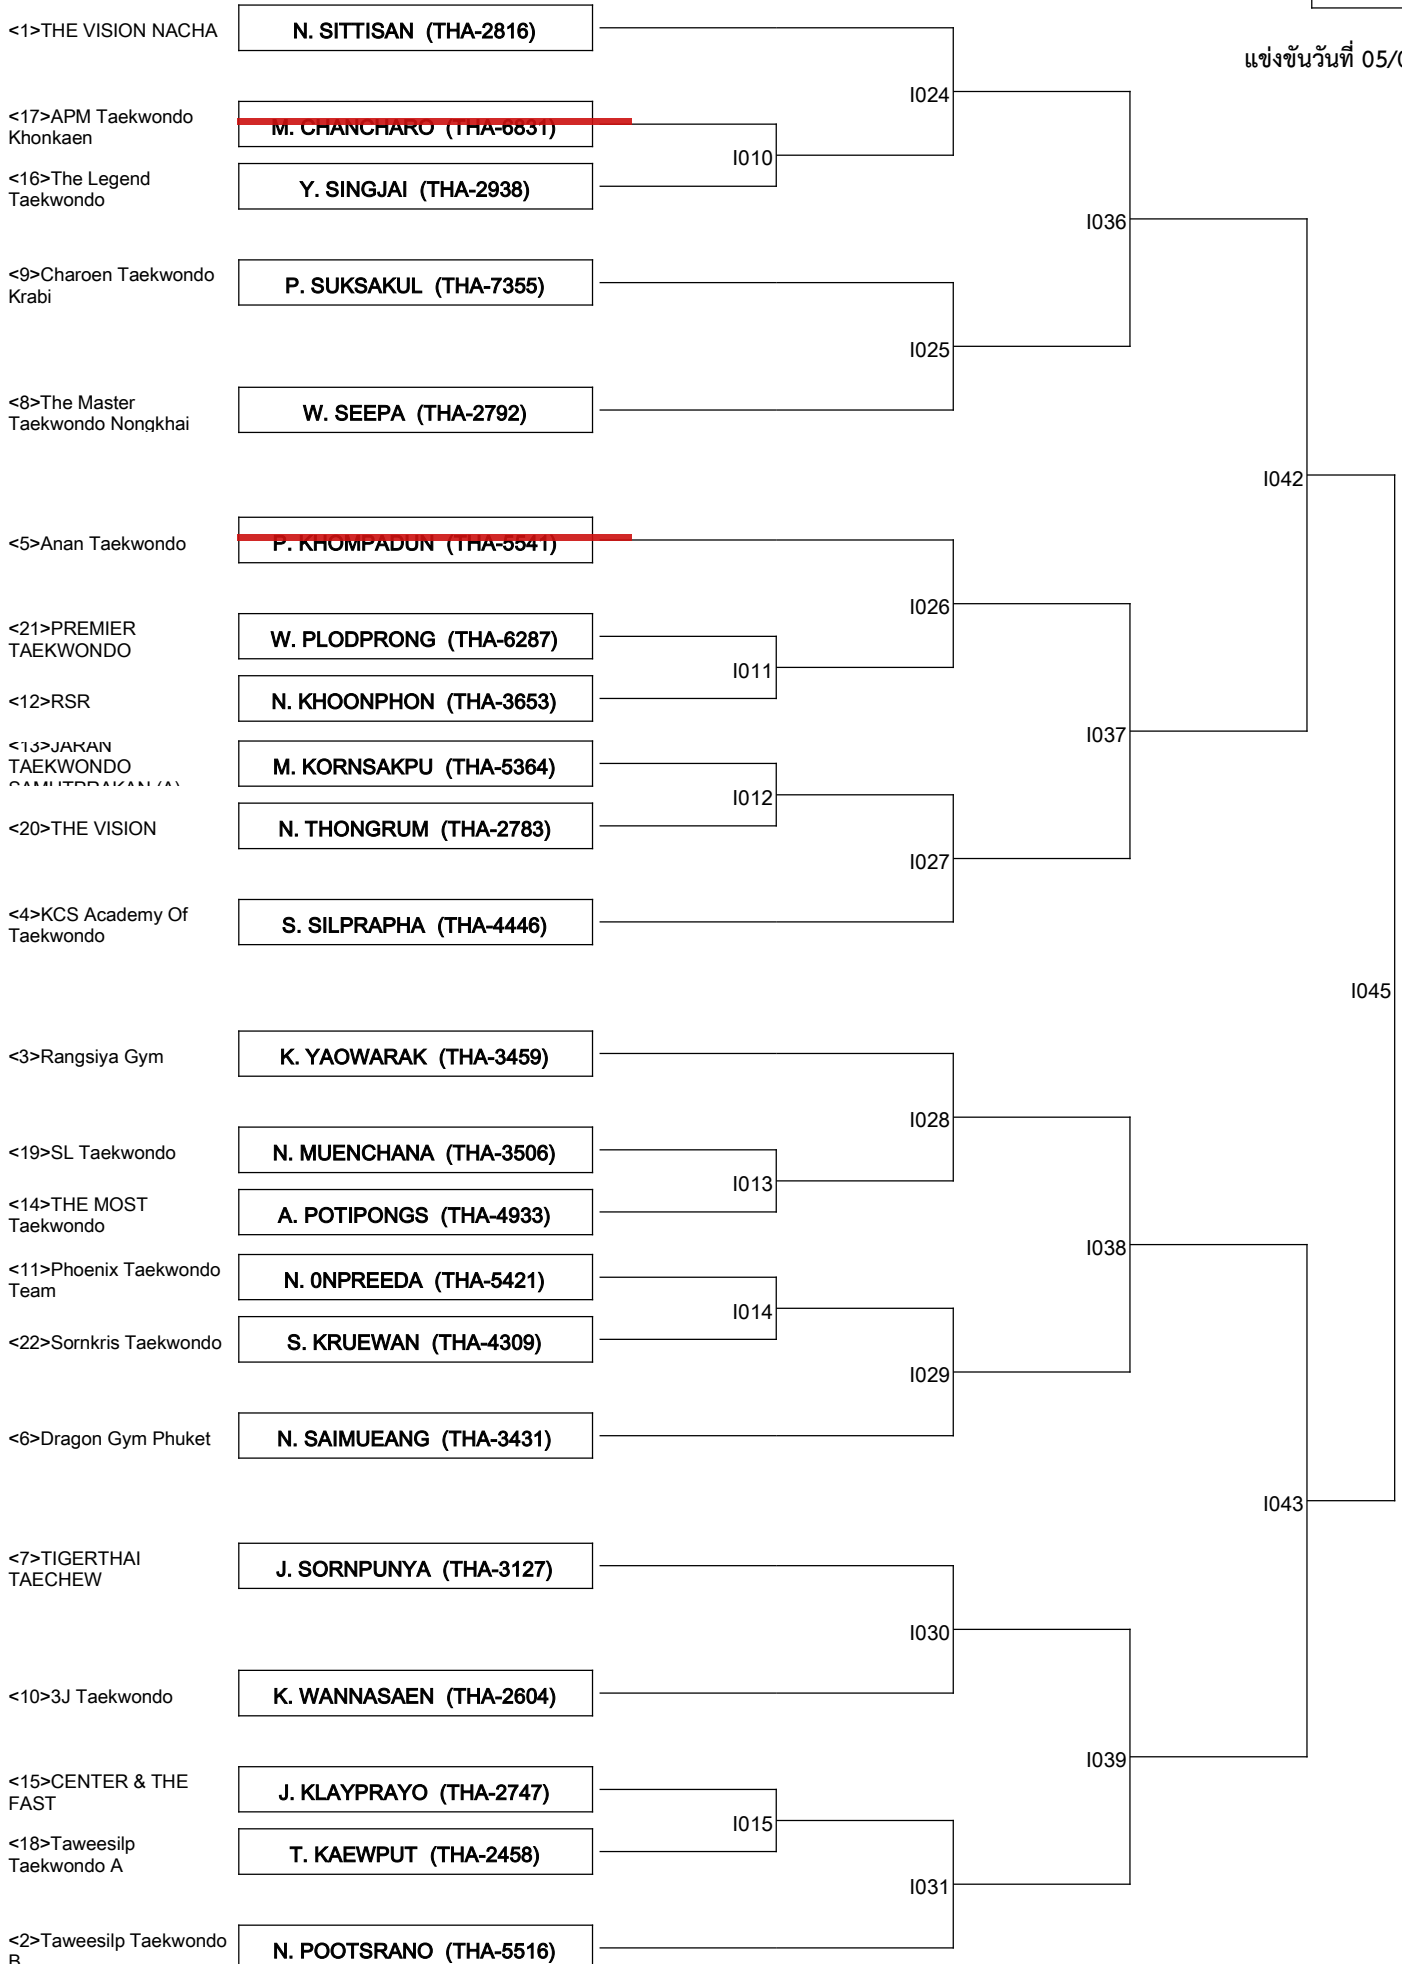 <1>THE VISION NACHA
N. SITTISAN (THA-2816)
แข่งขันวันที่ 05/0
I024
<17>APM Taekwondo
Khonkaen
M. CHANCHARO (THA-6831)
I010
<16>The Legend
Taekwondo
Y. SINGJAI (THA-2938)
I036
<9>Charoen Taekwondo
Krabi
P. SUKSAKUL (THA-7355)
I025
<8>The Master
Taekwondo Nongkhai
W. SEEPA (THA-2792)
I042
<5>Anan Taekwondo
P. KHOMPADUN (THA-5541)
I026
<21>PREMIER
TAEKWONDO
W. PLODPRONG (THA-6287)
I011
<12>RSR
N. KHOONPHON (THA-3653)
I037
<13>JARAN
TAEKWONDO
SAMUTPRAKAN (A)
M. KORNSAKPU (THA-5364)
I012
<20>THE VISION
N. THONGRUM (THA-2783)
I027
<4>KCS Academy Of
Taekwondo
S. SILPRAPHA (THA-4446)
I045
<3>Rangsiya Gym
K. YAOWARAK (THA-3459)
I028
<19>SL Taekwondo
N. MUENCHANA (THA-3506)
I013
<14>THE MOST
Taekwondo
A. POTIPONGS (THA-4933)
I038
<11>Phoenix Taekwondo
Team
N. 0NPREEDA (THA-5421)
I014
<22>Sornkris Taekwondo
S. KRUEWAN (THA-4309)
I029
<6>Dragon Gym Phuket
N. SAIMUEANG (THA-3431)
I043
<7>TIGERTHAI
TAECHEW
J. SORNPUNYA (THA-3127)
I030
<10>3J Taekwondo
K. WANNASAEN (THA-2604)
I039
<15>CENTER & THE
FAST
J. KLAYPRAYO (THA-2747)
I015
<18>Taweesilp
Taekwondo A
T. KAEWPUT (THA-2458)
I031
<2>Taweesilp Taekwondo
B
N. POOTSRANO (THA-5516)